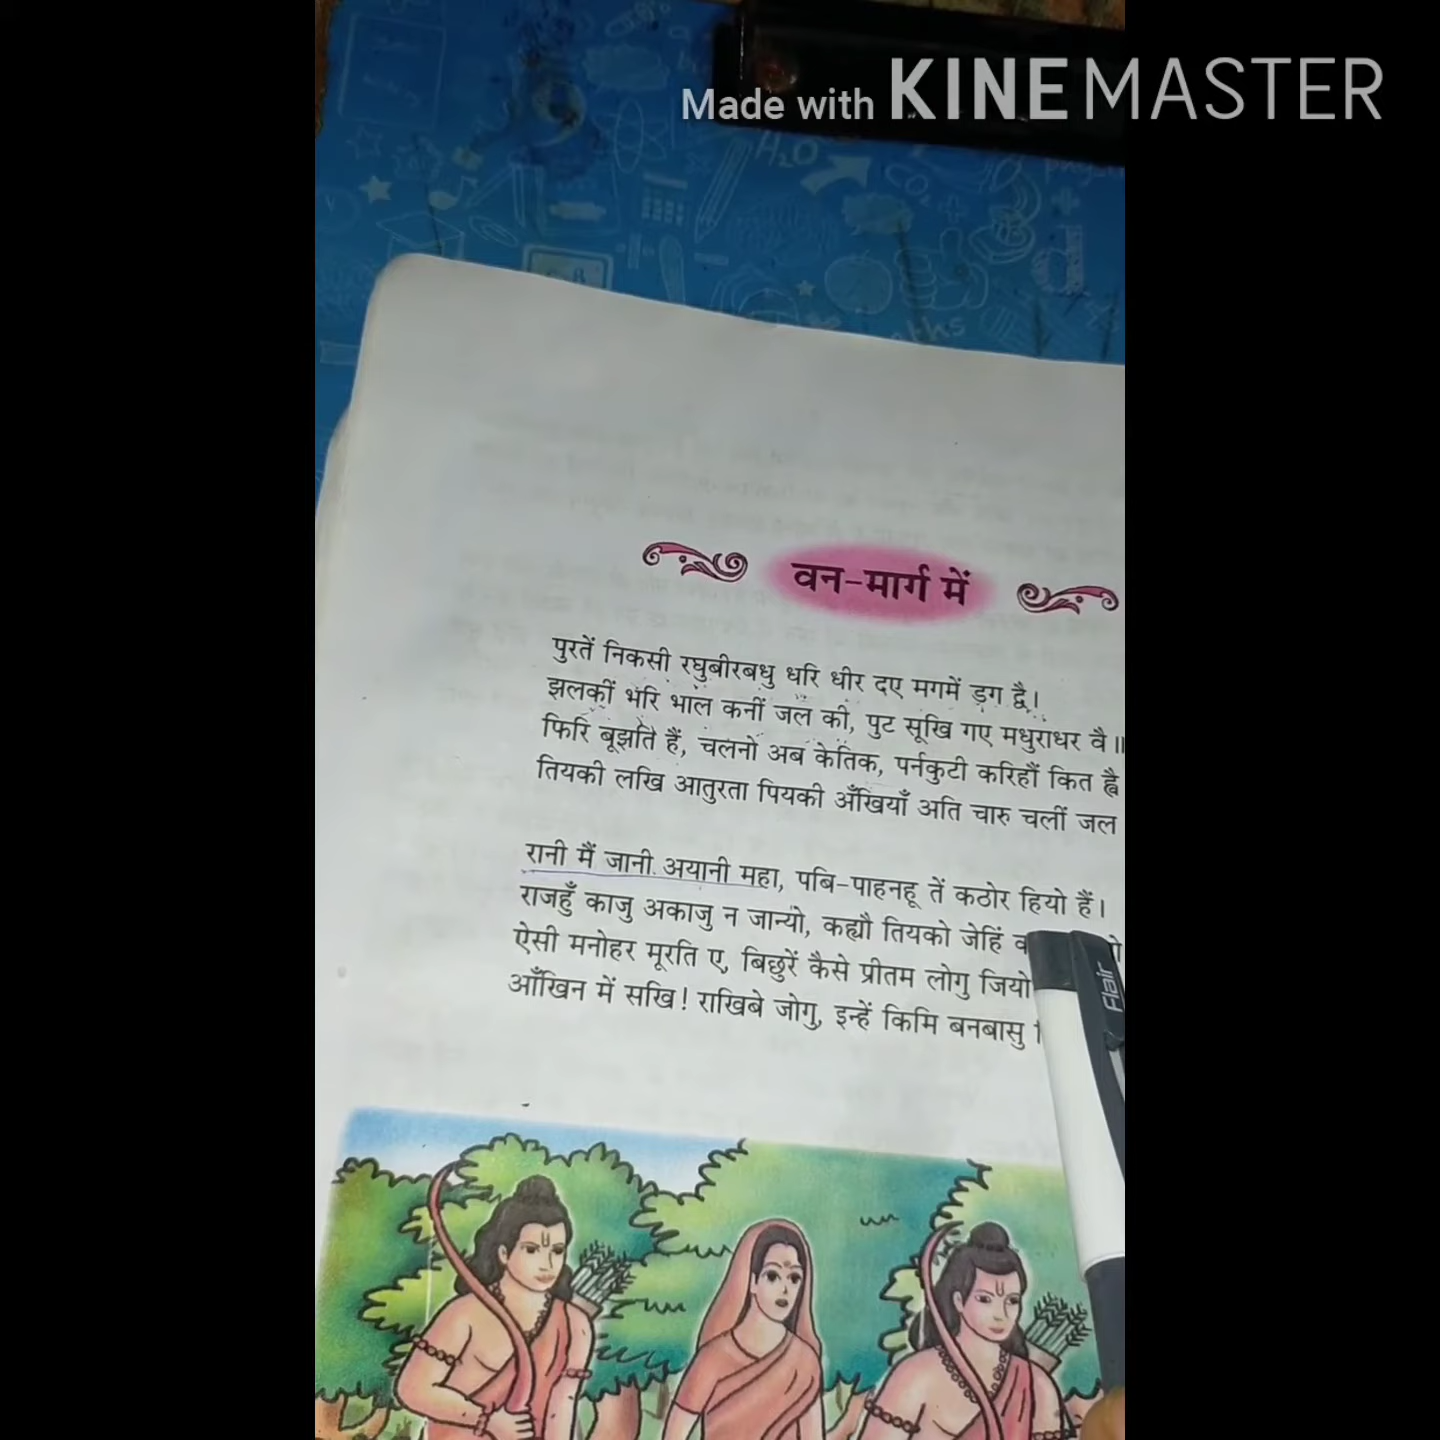 Made with KINEMASTER
वन-मार्ग में
पुरतें निकसी रघुबीरबधु धरि धीर दए मगमें ड़ग द्वै।
झलकीं भरि भाल कनीं जल की, पुट सूखि गए मधुराधर वै॥
फिरि बूझति हैं, चलनो अब केतिक, पर्नकुटी करिहौं कित ह्वै
तियकी लखि आतुरता पियकी अँखियाँ अति चारु चलीं जल
रानी मैं जानी अयानी महा, पबि-पाहनहू तें कठोर हियो हैं।
राजहुँ काजु अकाजु न जान्यो, कह्यौ तियको जेहिं
ऐसी मनोहर मूरति ए, बिछुरें कैसे प्रीतम लोगु जियो
आँखिन में सखि! राखिबे जोगु, इन्हें किमि बनबासु
Flair